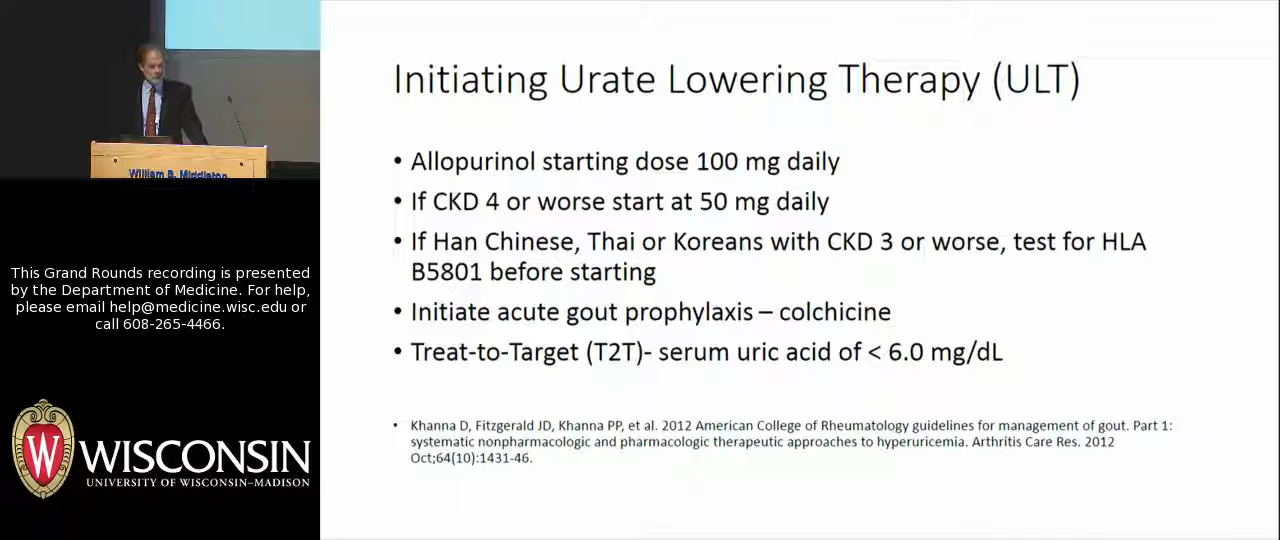 Initiating Urate Lowering Therapy (ULT)
• Allopurinol starting dose 100 mg daily
• If CKD 4 or worse start at 50 mg daily
• If Han Chinese, Thai or Koreans with CKD 3 or worse, test for HLA
B5801 before starting
• Initiate acute gout prophylaxis – colchicine
• Treat-to-Target (T2T)- serum uric acid of < 6.0 mg/dL
• Khanna D, Fitzgerald JD, Khanna PP, et al. 2012 American College of Rheumatology guidelines for management of gout. Part 1:
systematic nonpharmacologic and pharmacologic therapeutic approaches to hyperuricemia. Arthritis Care Res. 2012
Oct;64(10):1431-46.
William S. Middleton
This Grand Rounds recording is presented
by the Department of Medicine. For help,
please email help@medicine.wisc.edu or
call 608-265-4466.
W
WISCONSIN
UNIVERSITY OF WISCONSIN–MADISON